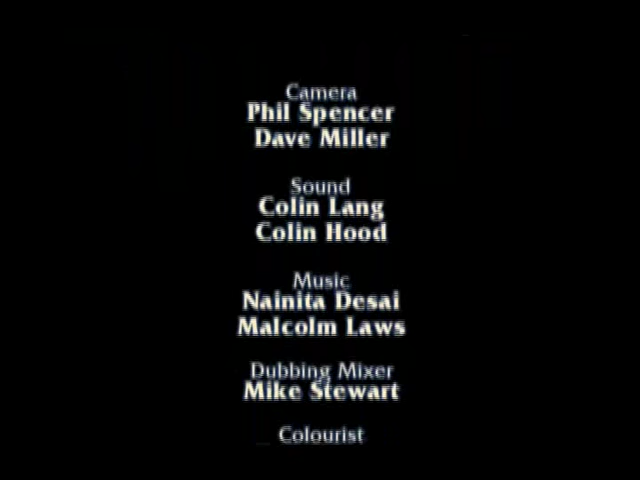 Camera
Phil Spencer
Dave Miller
Sound
Colin Lang
Colin Hood
Music
Nainita Desai
Malcolm Laws
Dubbing Mixer
Mike Stewart
Colourist